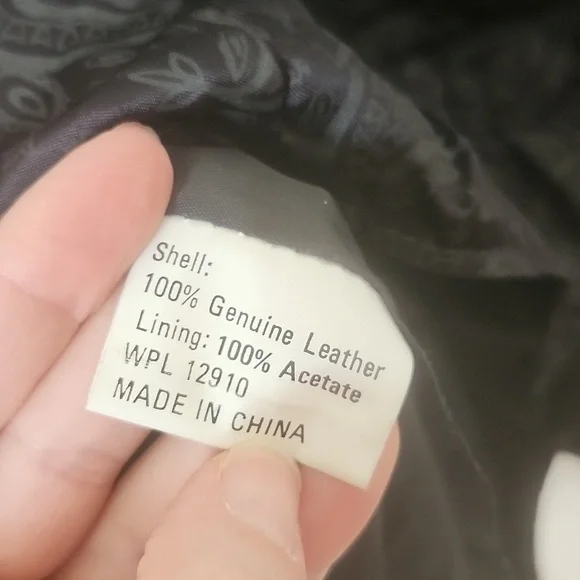 Shell:
100% Genuine Leather
Lining: 100% Acetate
WPL 12910
MADE IN CHINA